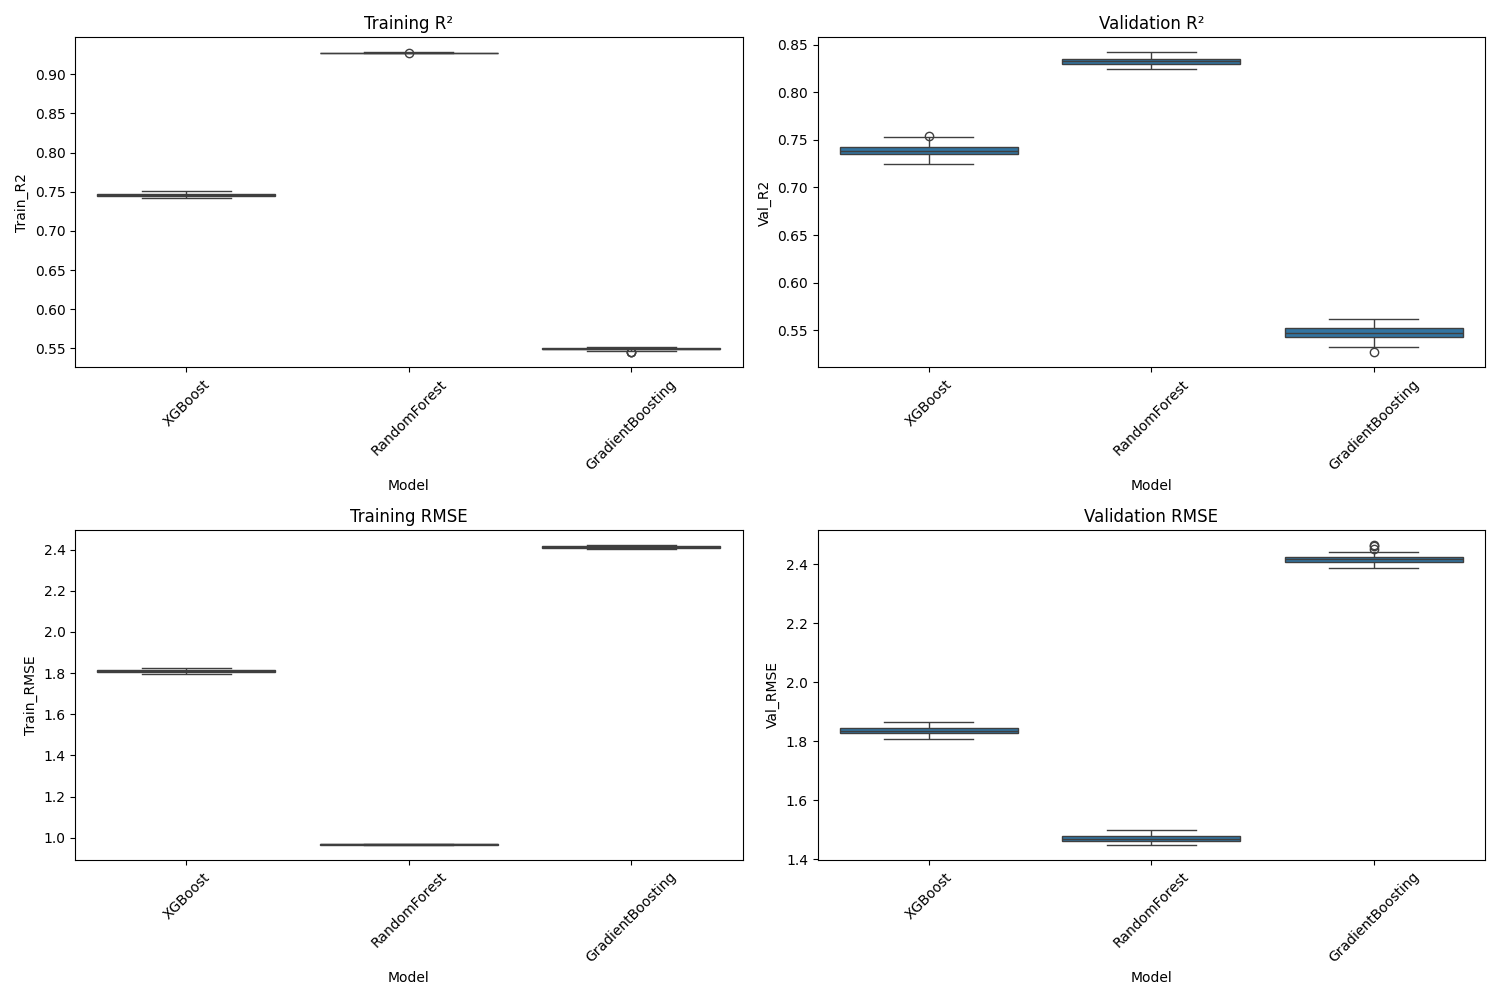 Training R²
Train_R2
0.90
0.85
0.80
0.75
0.70
0.65
0.60
0.55
XGBoost
RandomForest
GradientBoosting
Model
Validation R²
Val_R2
0.85
0.80
0.75
0.70
0.65
0.60
0.55
XGBoost
RandomForest
GradientBoosting
Model
Training RMSE
Train_RMSE
2.4
2.2
2.0
1.8
1.6
1.4
1.2
1.0
XGBoost
RandomForest
GradientBoosting
Model
Validation RMSE
Val_RMSE
2.4
2.2
2.0
1.8
1.6
1.4
XGBoost
RandomForest
GradientBoosting
Model